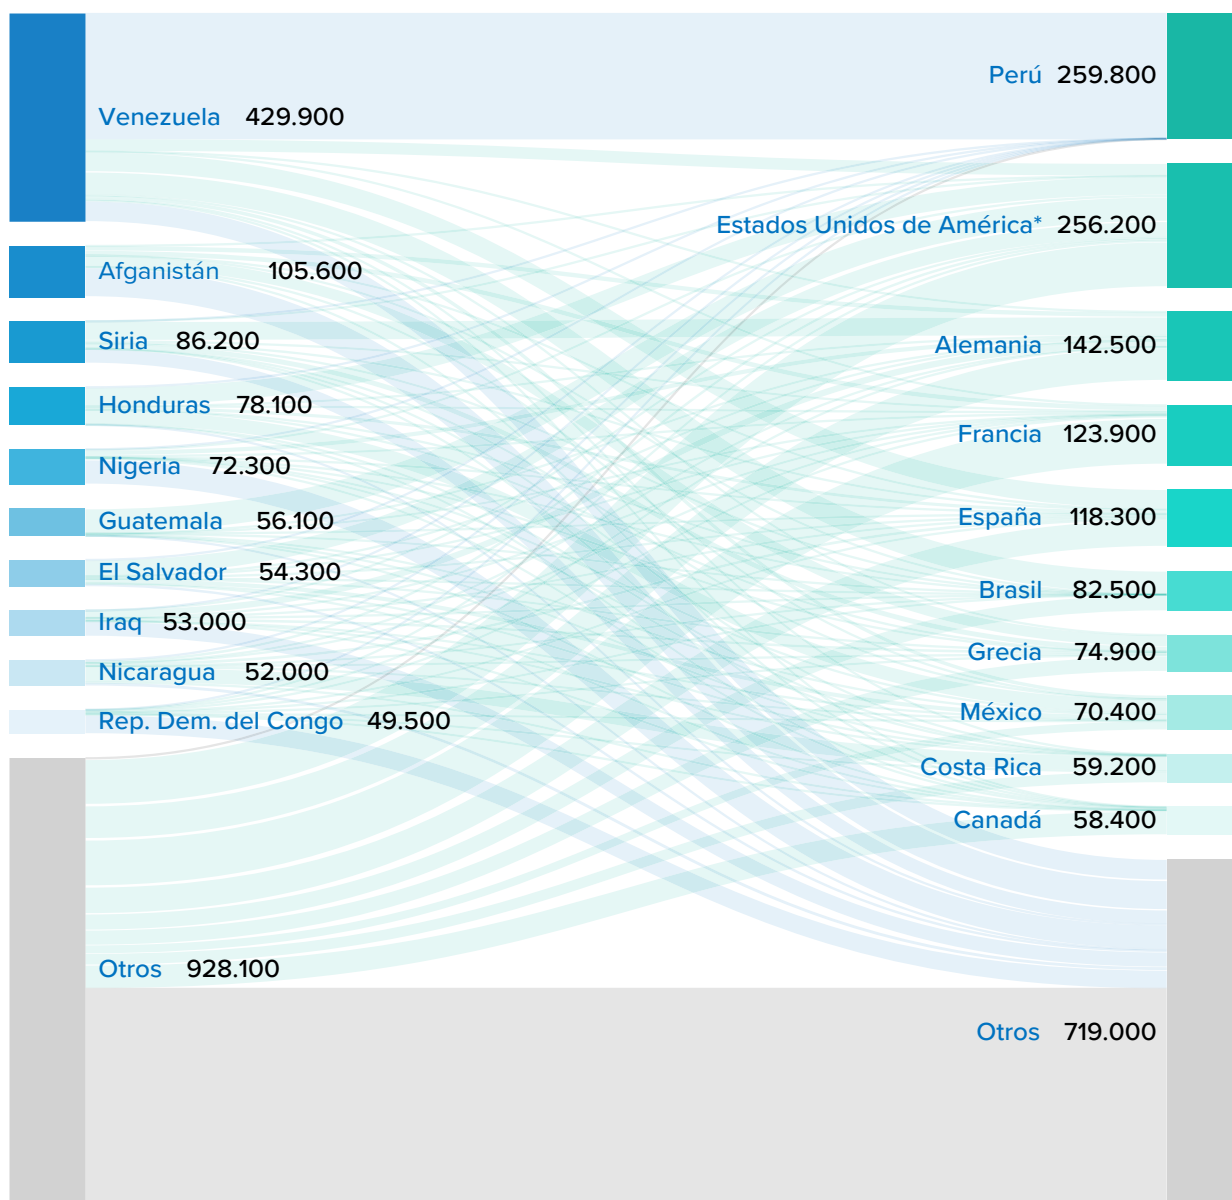 Venezuela 429.900
Afganistán 105.600
Siria 86.200
Honduras 78.100
Nigeria 72.300
Guatemala 56.100
El Salvador 54.300
Iraq 53.000
Nicaragua 52.000
Rep. Dem. del Congo 49.500
Otros 928.100
Perú 259.800
Estados Unidos de América* 256.200
Alemania 142.500
Francia 123.900
España 118.300
Brasil 82.500
Grecia 74.900
México 70.400
Costa Rica 59.200
Canadá 58.400
Otros 719.000